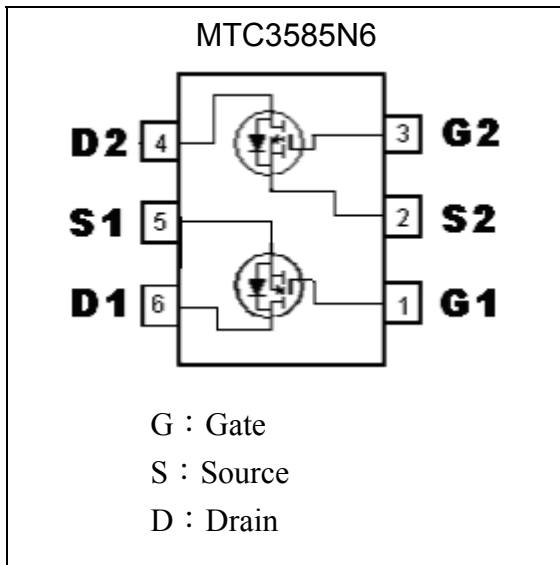 MTC3585N6
D2 4 3 G2
S1 5 2 S2
D1 6 1 G1
G：Gate
S：Source
D：Drain